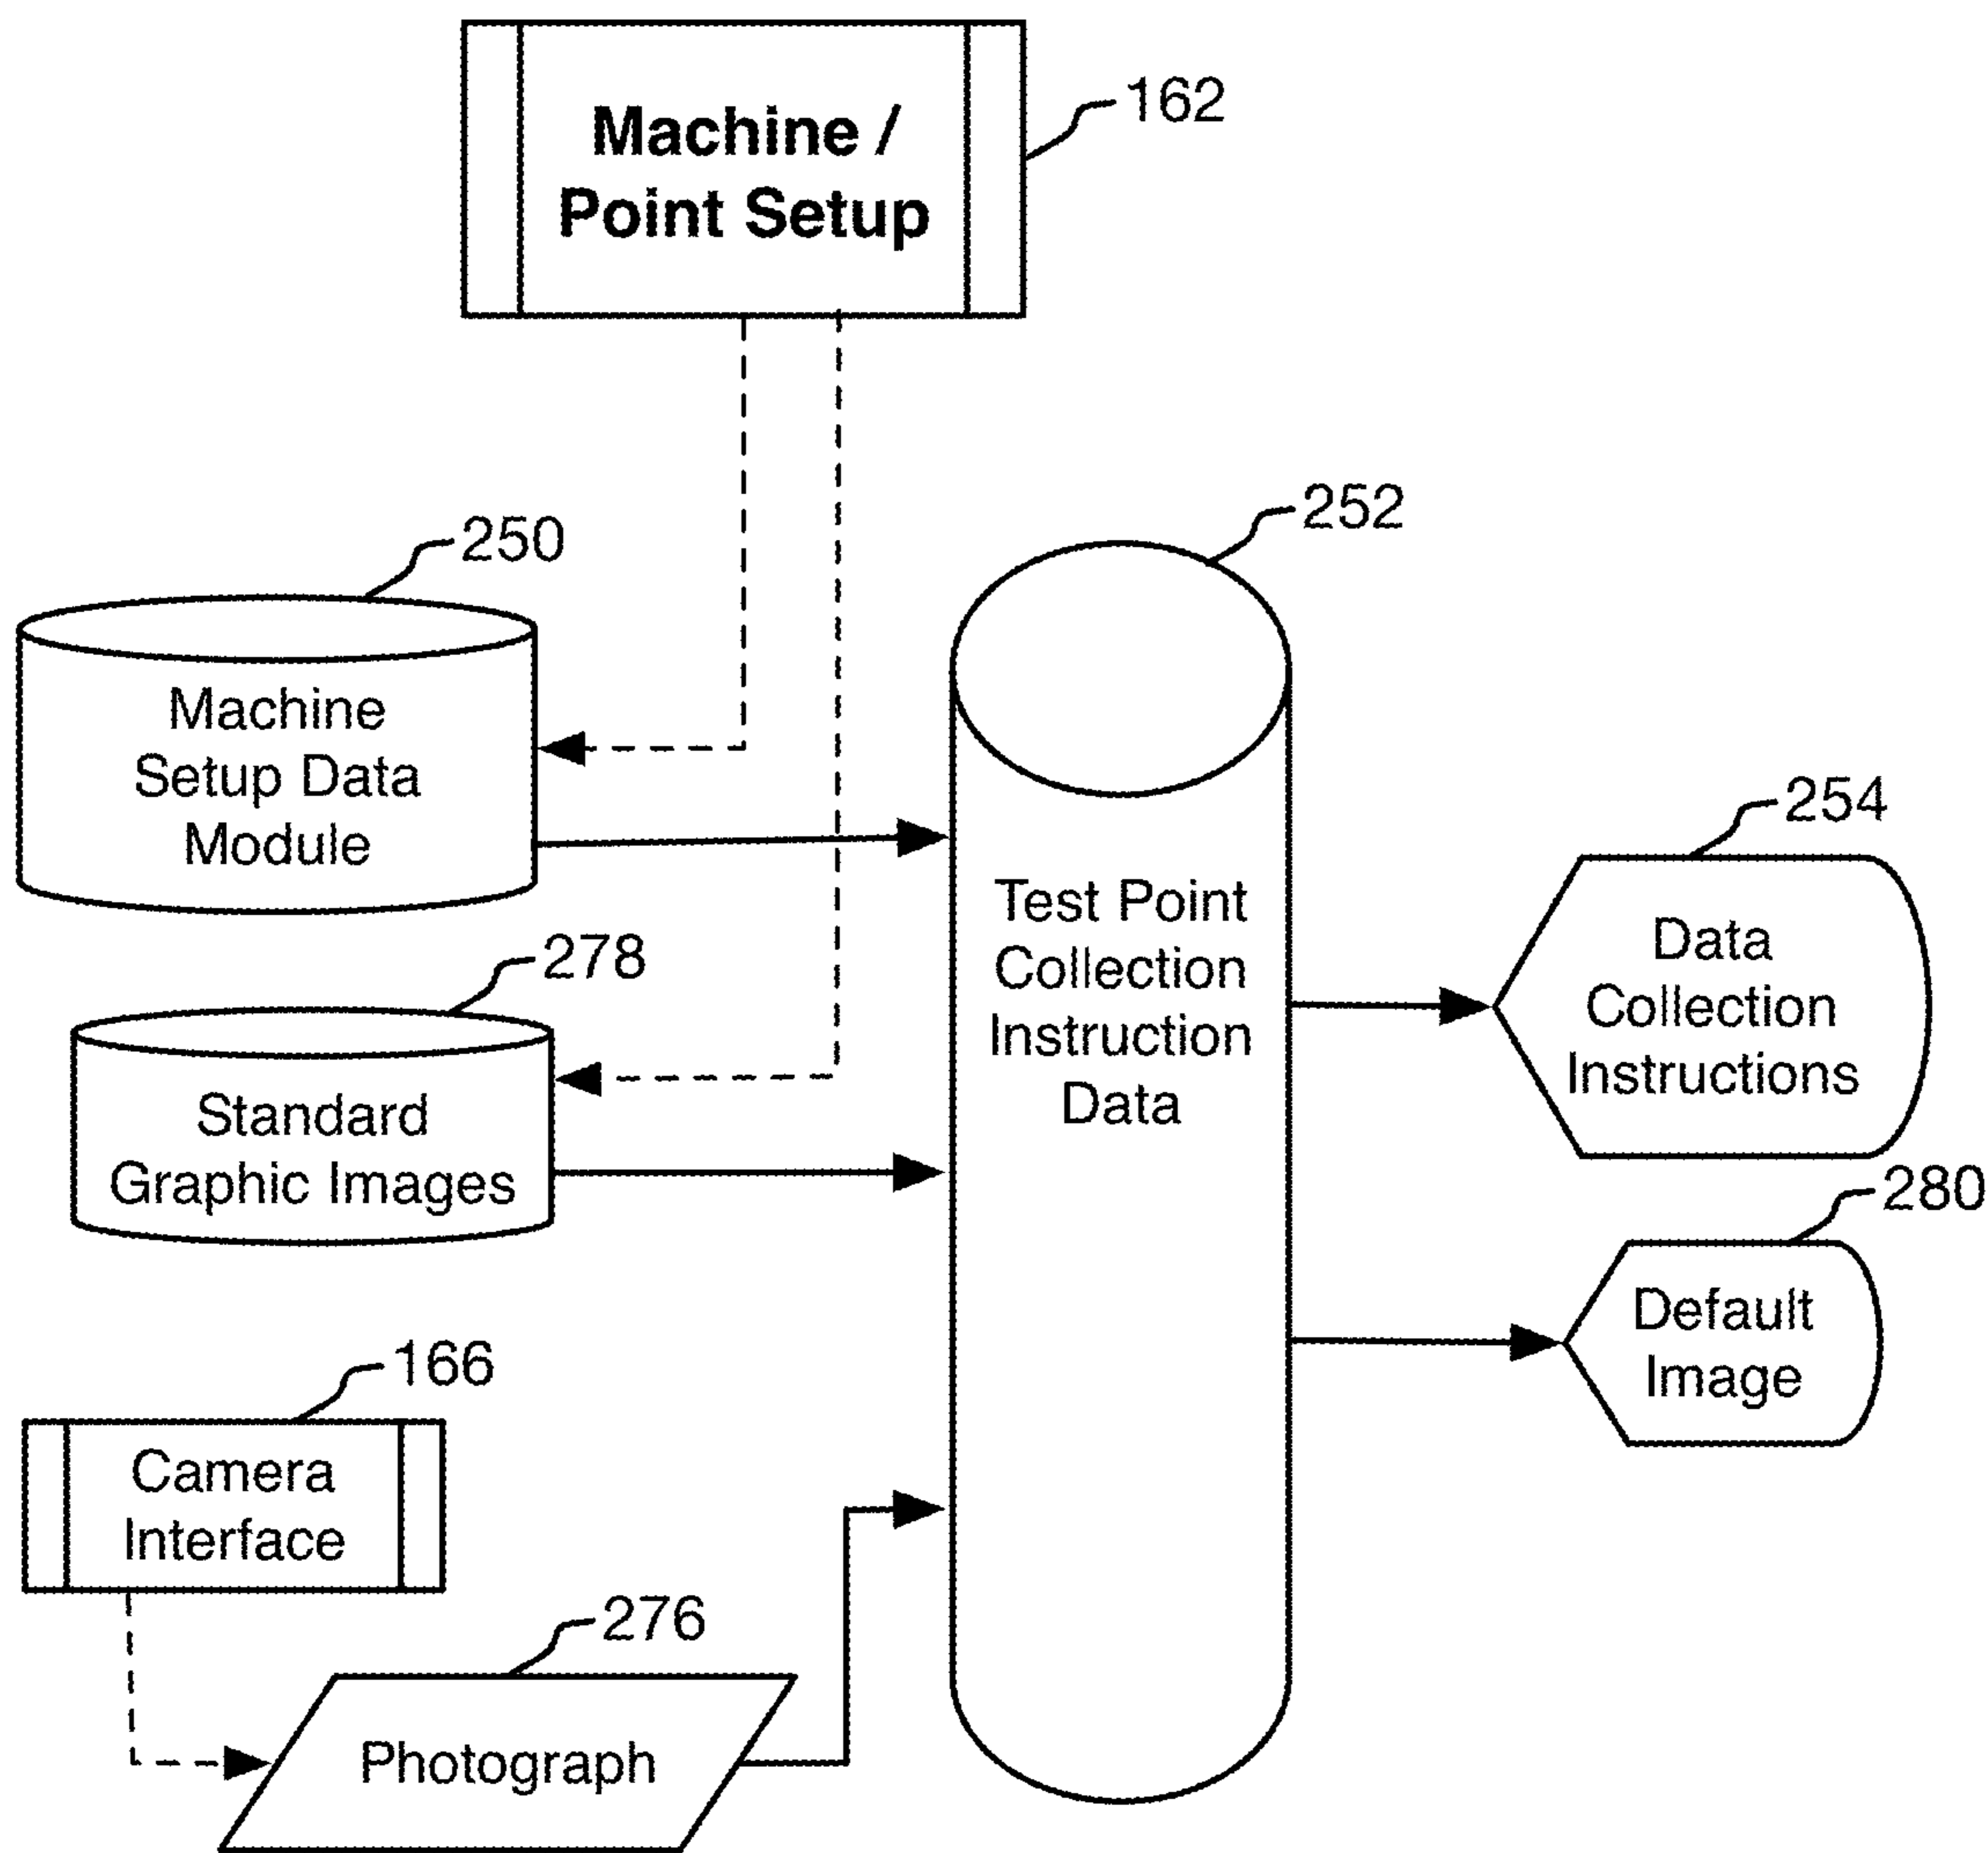 Machine /
Point Setup
162
250
Machine
Setup Data
Module
252
Test Point
Collection
Instruction
Data
254
Data
Collection
Instructions
278
Standard
Graphic Images
280
Default
Image
166
Camera
Interface
276
Photograph